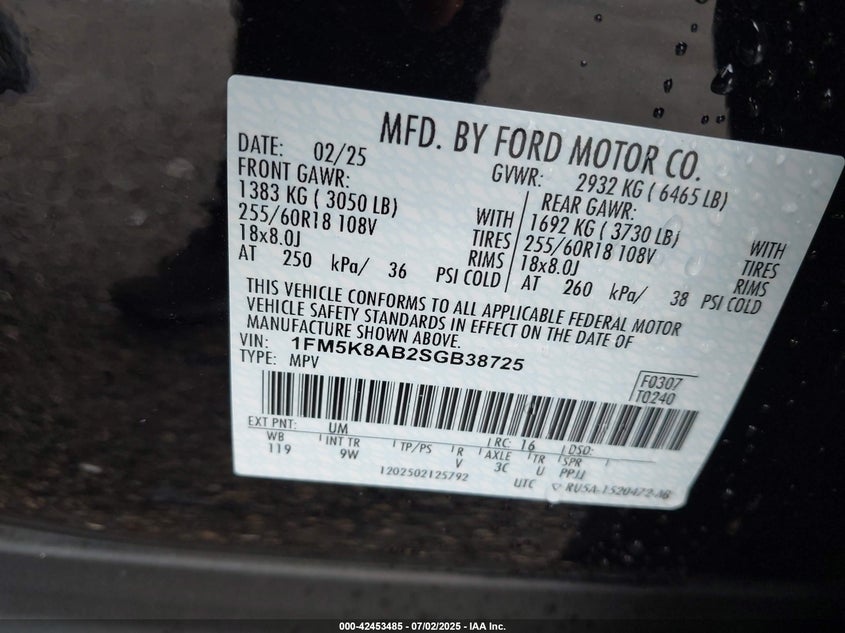 MFD. BY FORD MOTOR CO.
DATE: 02/25
GVWR: 2932 KG ( 6465 LB)
FRONT GAWR:
1383 KG ( 3050 LB) WITH
255/60R18 108V TIRES
18x8.0J RIMS
AT 250 kPa/ 36 PSI COLD
REAR GAWR:
1692 KG ( 3730 LB) WITH
255/60R18 108V TIRES
18x8.0J RIMS
AT 260 kPa/ 38 PSI COLD
THIS VEHICLE CONFORMS TO ALL APPLICABLE FEDERAL MOTOR
VEHICLE SAFETY STANDARDS IN EFFECT ON THE DATE OF
MANUFACTURE SHOWN ABOVE.
VIN: 1FM5K8AB2SGB38725
TYPE: MPV
F0307
T0240
EXT PNT: UM RC: 16 DSO:
WB INT TR TP/PS R AXLE TR SPR
119 9W V 3C U PPJJ
1202502125792
UTC RU5A-1520472-AB
000-42453485 - 07/02/2025 - IAA Inc.